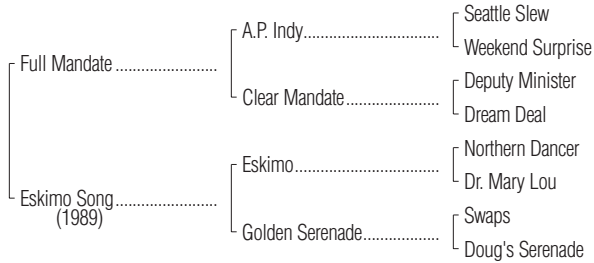 Seattle Slew
A.P. Indy
Weekend Surprise
Full Mandate
Deputy Minister
Clear Mandate
Dream Deal
Northern Dancer
Eskimo
Dr. Mary Lou
Eskimo Song
(1989)
Swaps
Golden Serenade
Doug's Serenade